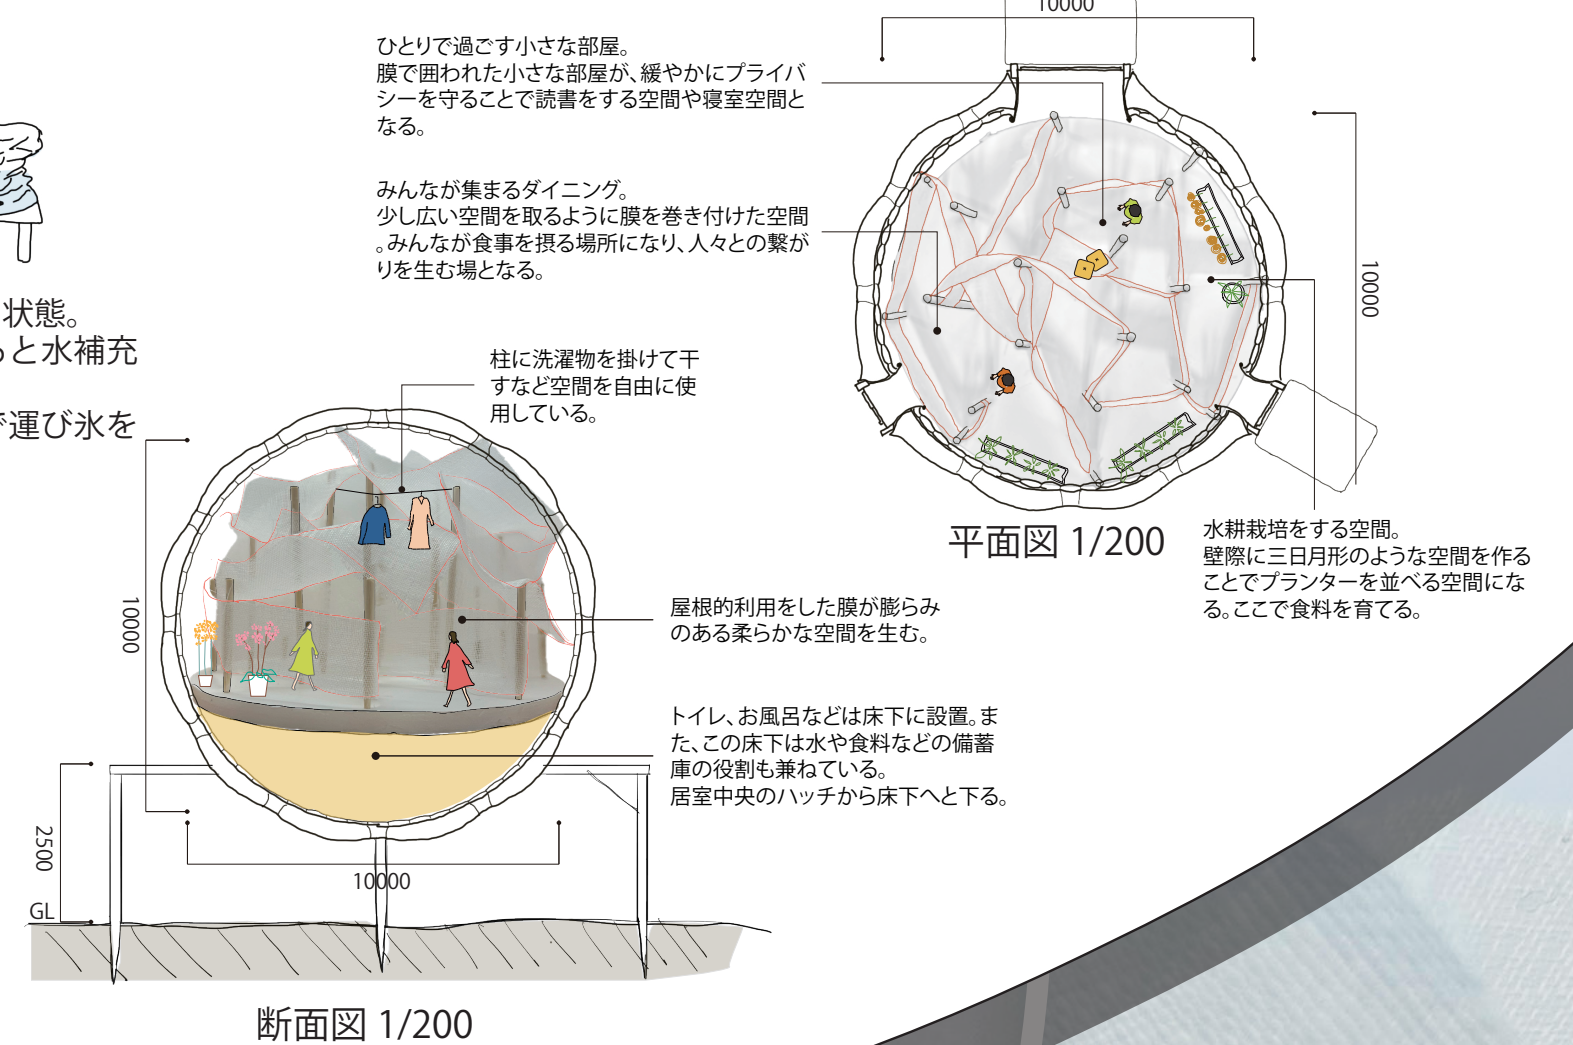 10000
ひとりで過ごす小さな部屋。
膜で囲われた小さな部屋が、緩やかにプライバ
シーを守ることで読書をする空間や寝室空間と
なる。
みんなが集まるダイニング。
少し広い空間を取るように膜を巻き付けた空間
。みんなが食事を摂る場所になり、人々との繋が
りを生む場となる。
10000
状態。
ると水補充
で運び氷を
柱に洗濯物を掛けて干
すなど空間を自由に使
用している。
平面図 1/200
水耕栽培をする空間。
壁際に三日月形のような空間を作る
ことでプランターを並べる空間にな
る。ここで食料を育てる。
10000
屋根的利用をした膜が膨らみ
のある柔らかな空間を生む。
トイレ、お風呂などは床下に設置。ま
た、この床下は水や食料などの備蓄
庫の役割も兼ねている。
居室中央のハッチから床下へと下る。
2500
10000
GL
断面図 1/200